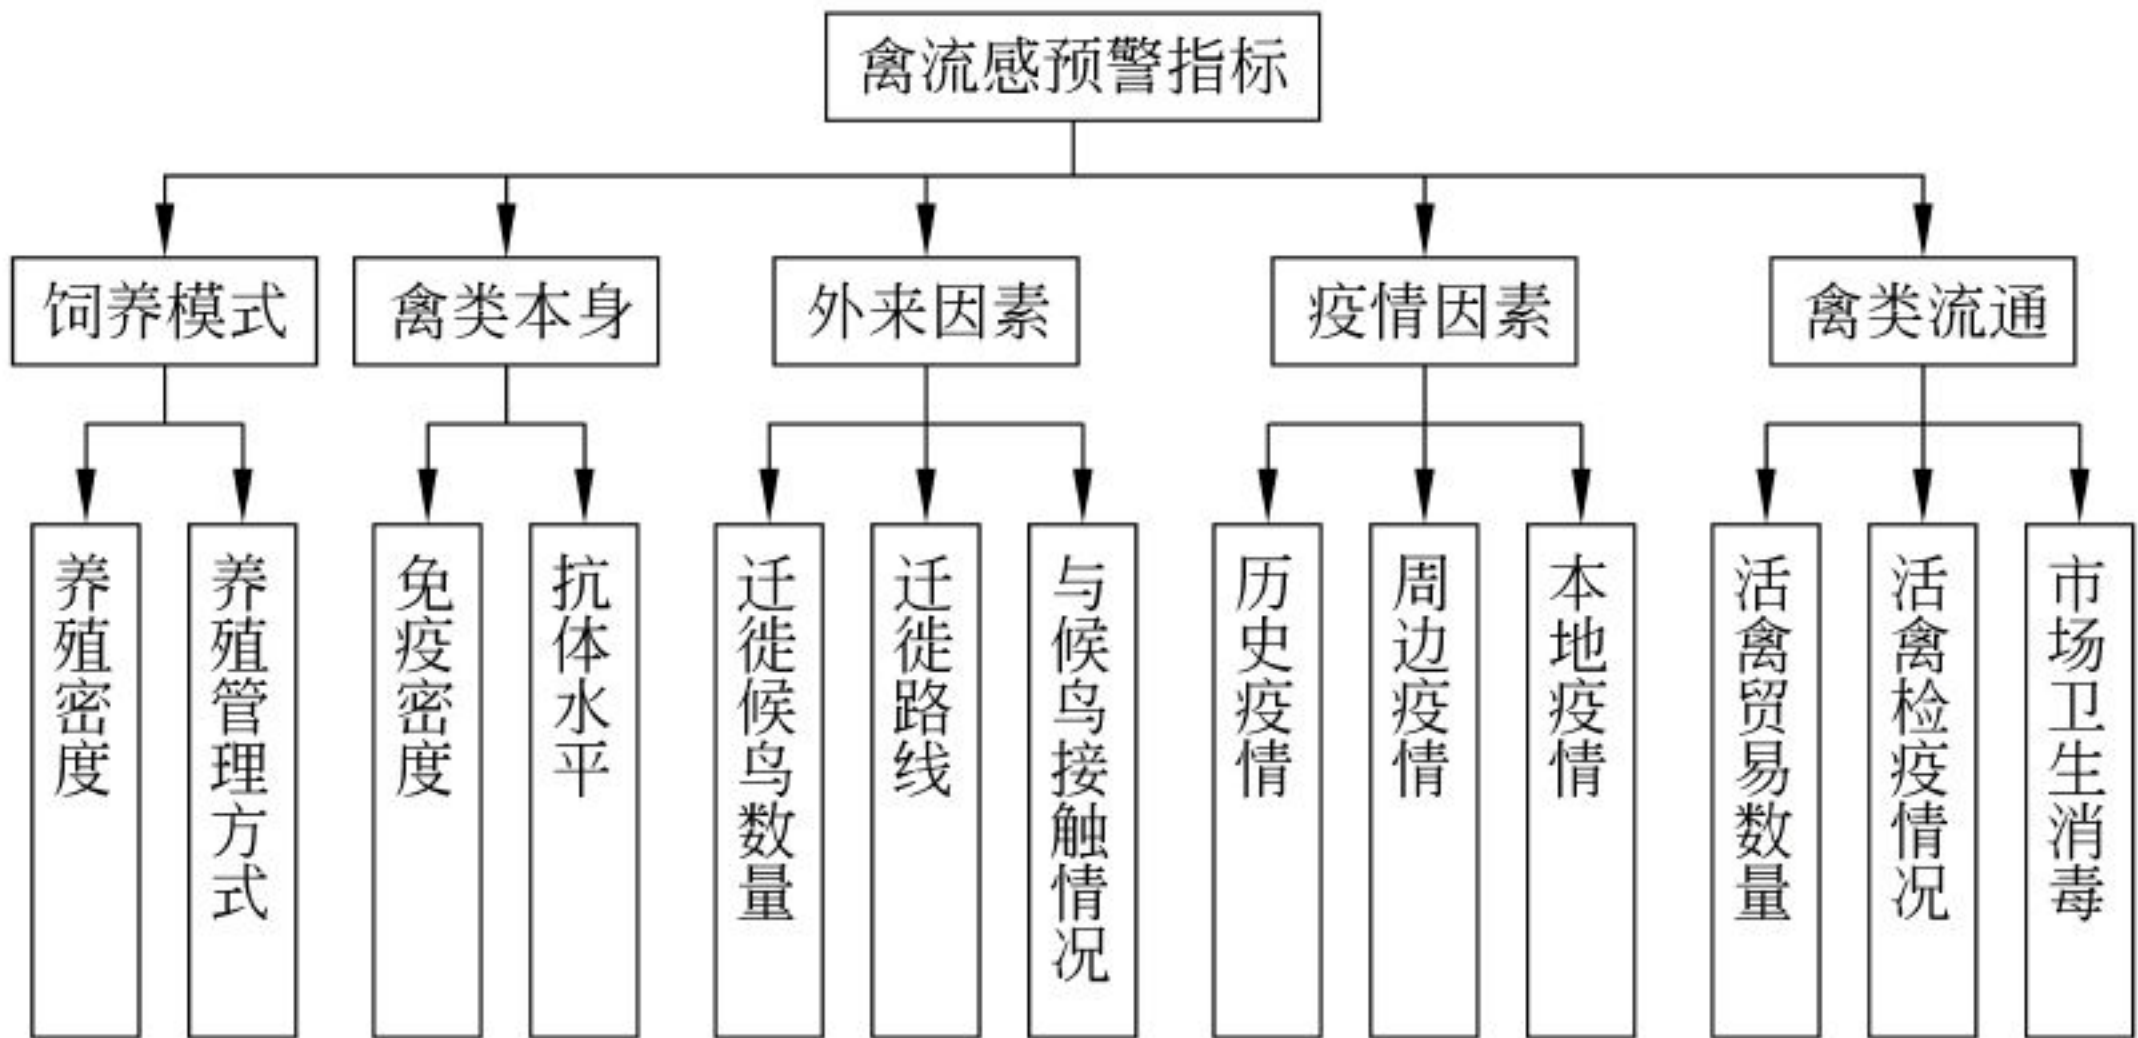 禽流感预警指标
饲养模式
禽类本身
外来因素
疫情因素
禽类流通
养殖密度
养殖管理方式
免疫密度
抗体水平
迁徙候鸟数量
迁徙路线
与候鸟接触情况
历史疫情
周边疫情
本地疫情
活禽贸易数量
活禽检疫情况
市场卫生消毒